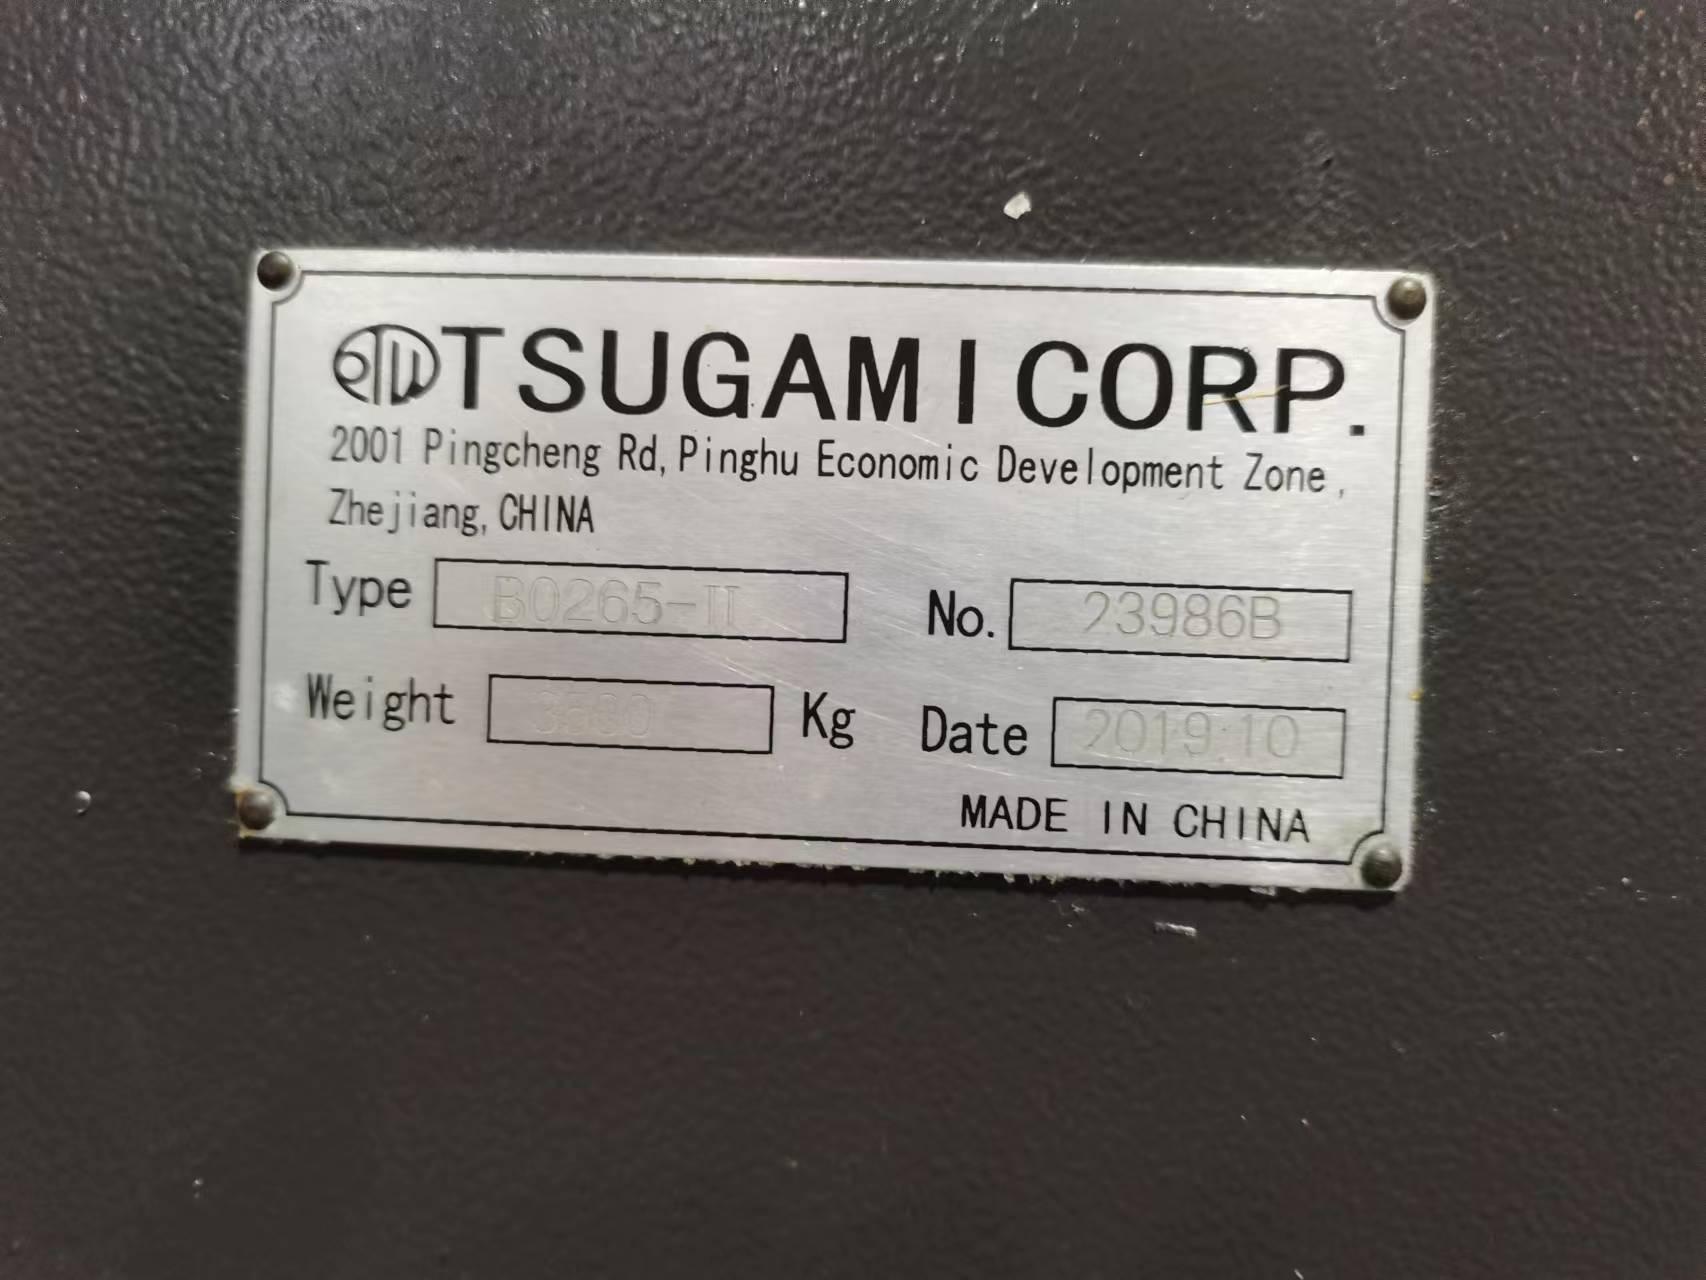 TSUGAMI CORP.
2001 Pingcheng Rd, Pinghu Economic Development Zone,
Zhejiang, CHINA
Type B0265-II No. 23986B
Weight Kg Date 2019.10
MADE IN CHINA